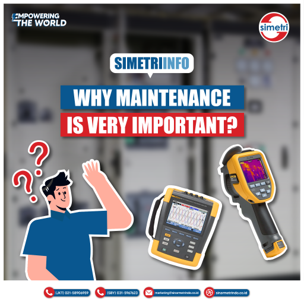 EMPOWERING
THE WORLD
simetri
SIMETRIINFO
WHY MAINTENANCE
IS VERY IMPORTANT?
???